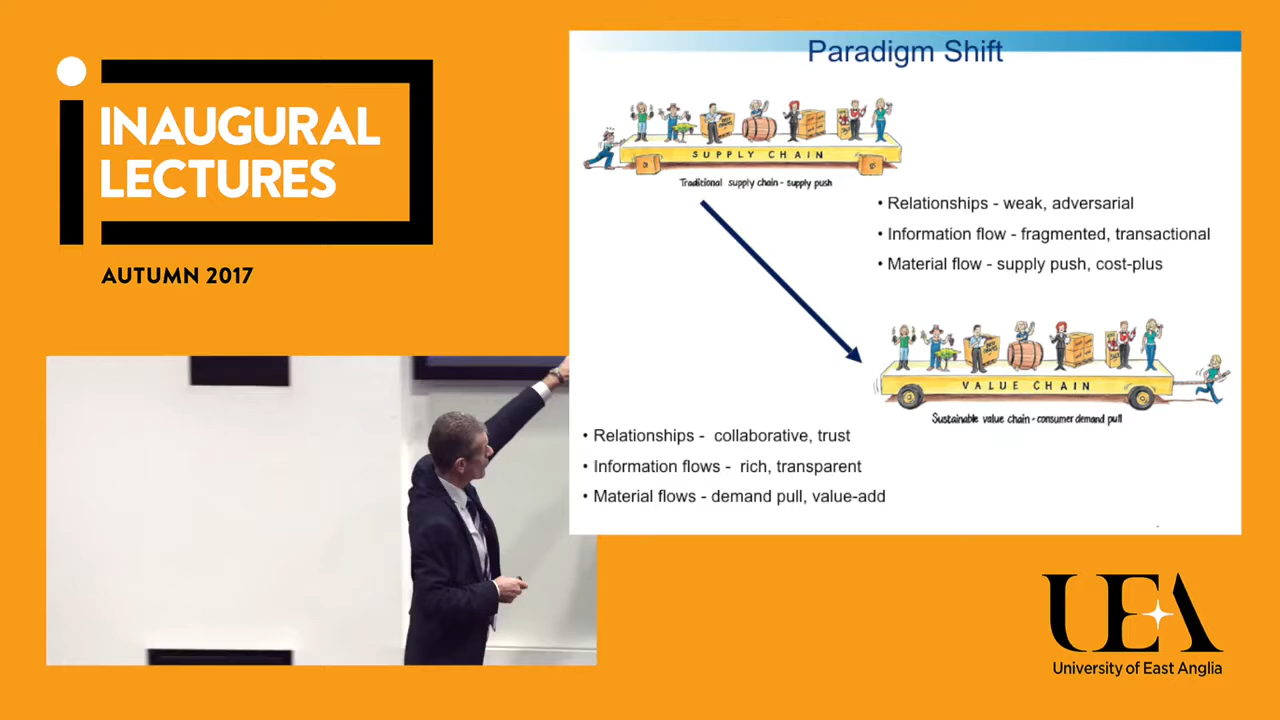 INAUGURAL
LECTURES
AUTUMN 2017
Paradigm Shift
SUPPLY CHAIN
Traditional supply chain - supply push
• Relationships - weak, adversarial
• Information flow - fragmented, transactional
• Material flow - supply push, cost-plus
VALUE CHAIN
Sustainable value chain - consumer demand pull
• Relationships - collaborative, trust
• Information flows - rich, transparent
• Material flows - demand pull, value-add
UEA
University of East Anglia